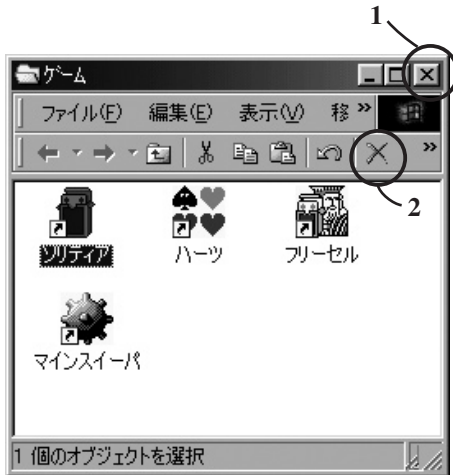 1
ゲーム
ファイル(F) 編集(E) 表示(V) 移 »
»
2
ソリティア ハーツ フリーセル
マインスイーパ
1 個のオブジェクトを選択